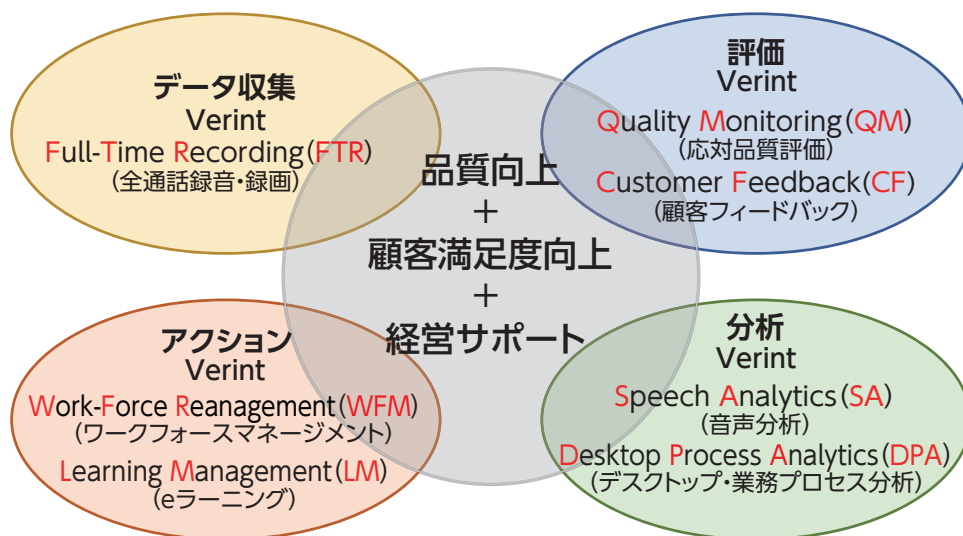 データ収集
Verint
Full-Time Recording(FTR)
(全通話録音・録画)
評価
Verint
Quality Monitoring(QM)
(応対品質評価)
Customer Feedback(CF)
(顧客フィードバック)
品質向上
+
顧客満足度向上
+
経営サポート
アクション
Verint
Work-Force Reanagement(WFM)
(ワークフォースマネージメント)
Learning Management(LM)
(eラーニング)
分析
Verint
Speech Analytics(SA)
(音声分析)
Desktop Process Analytics(DPA)
(デスクトップ・業務プロセス分析)